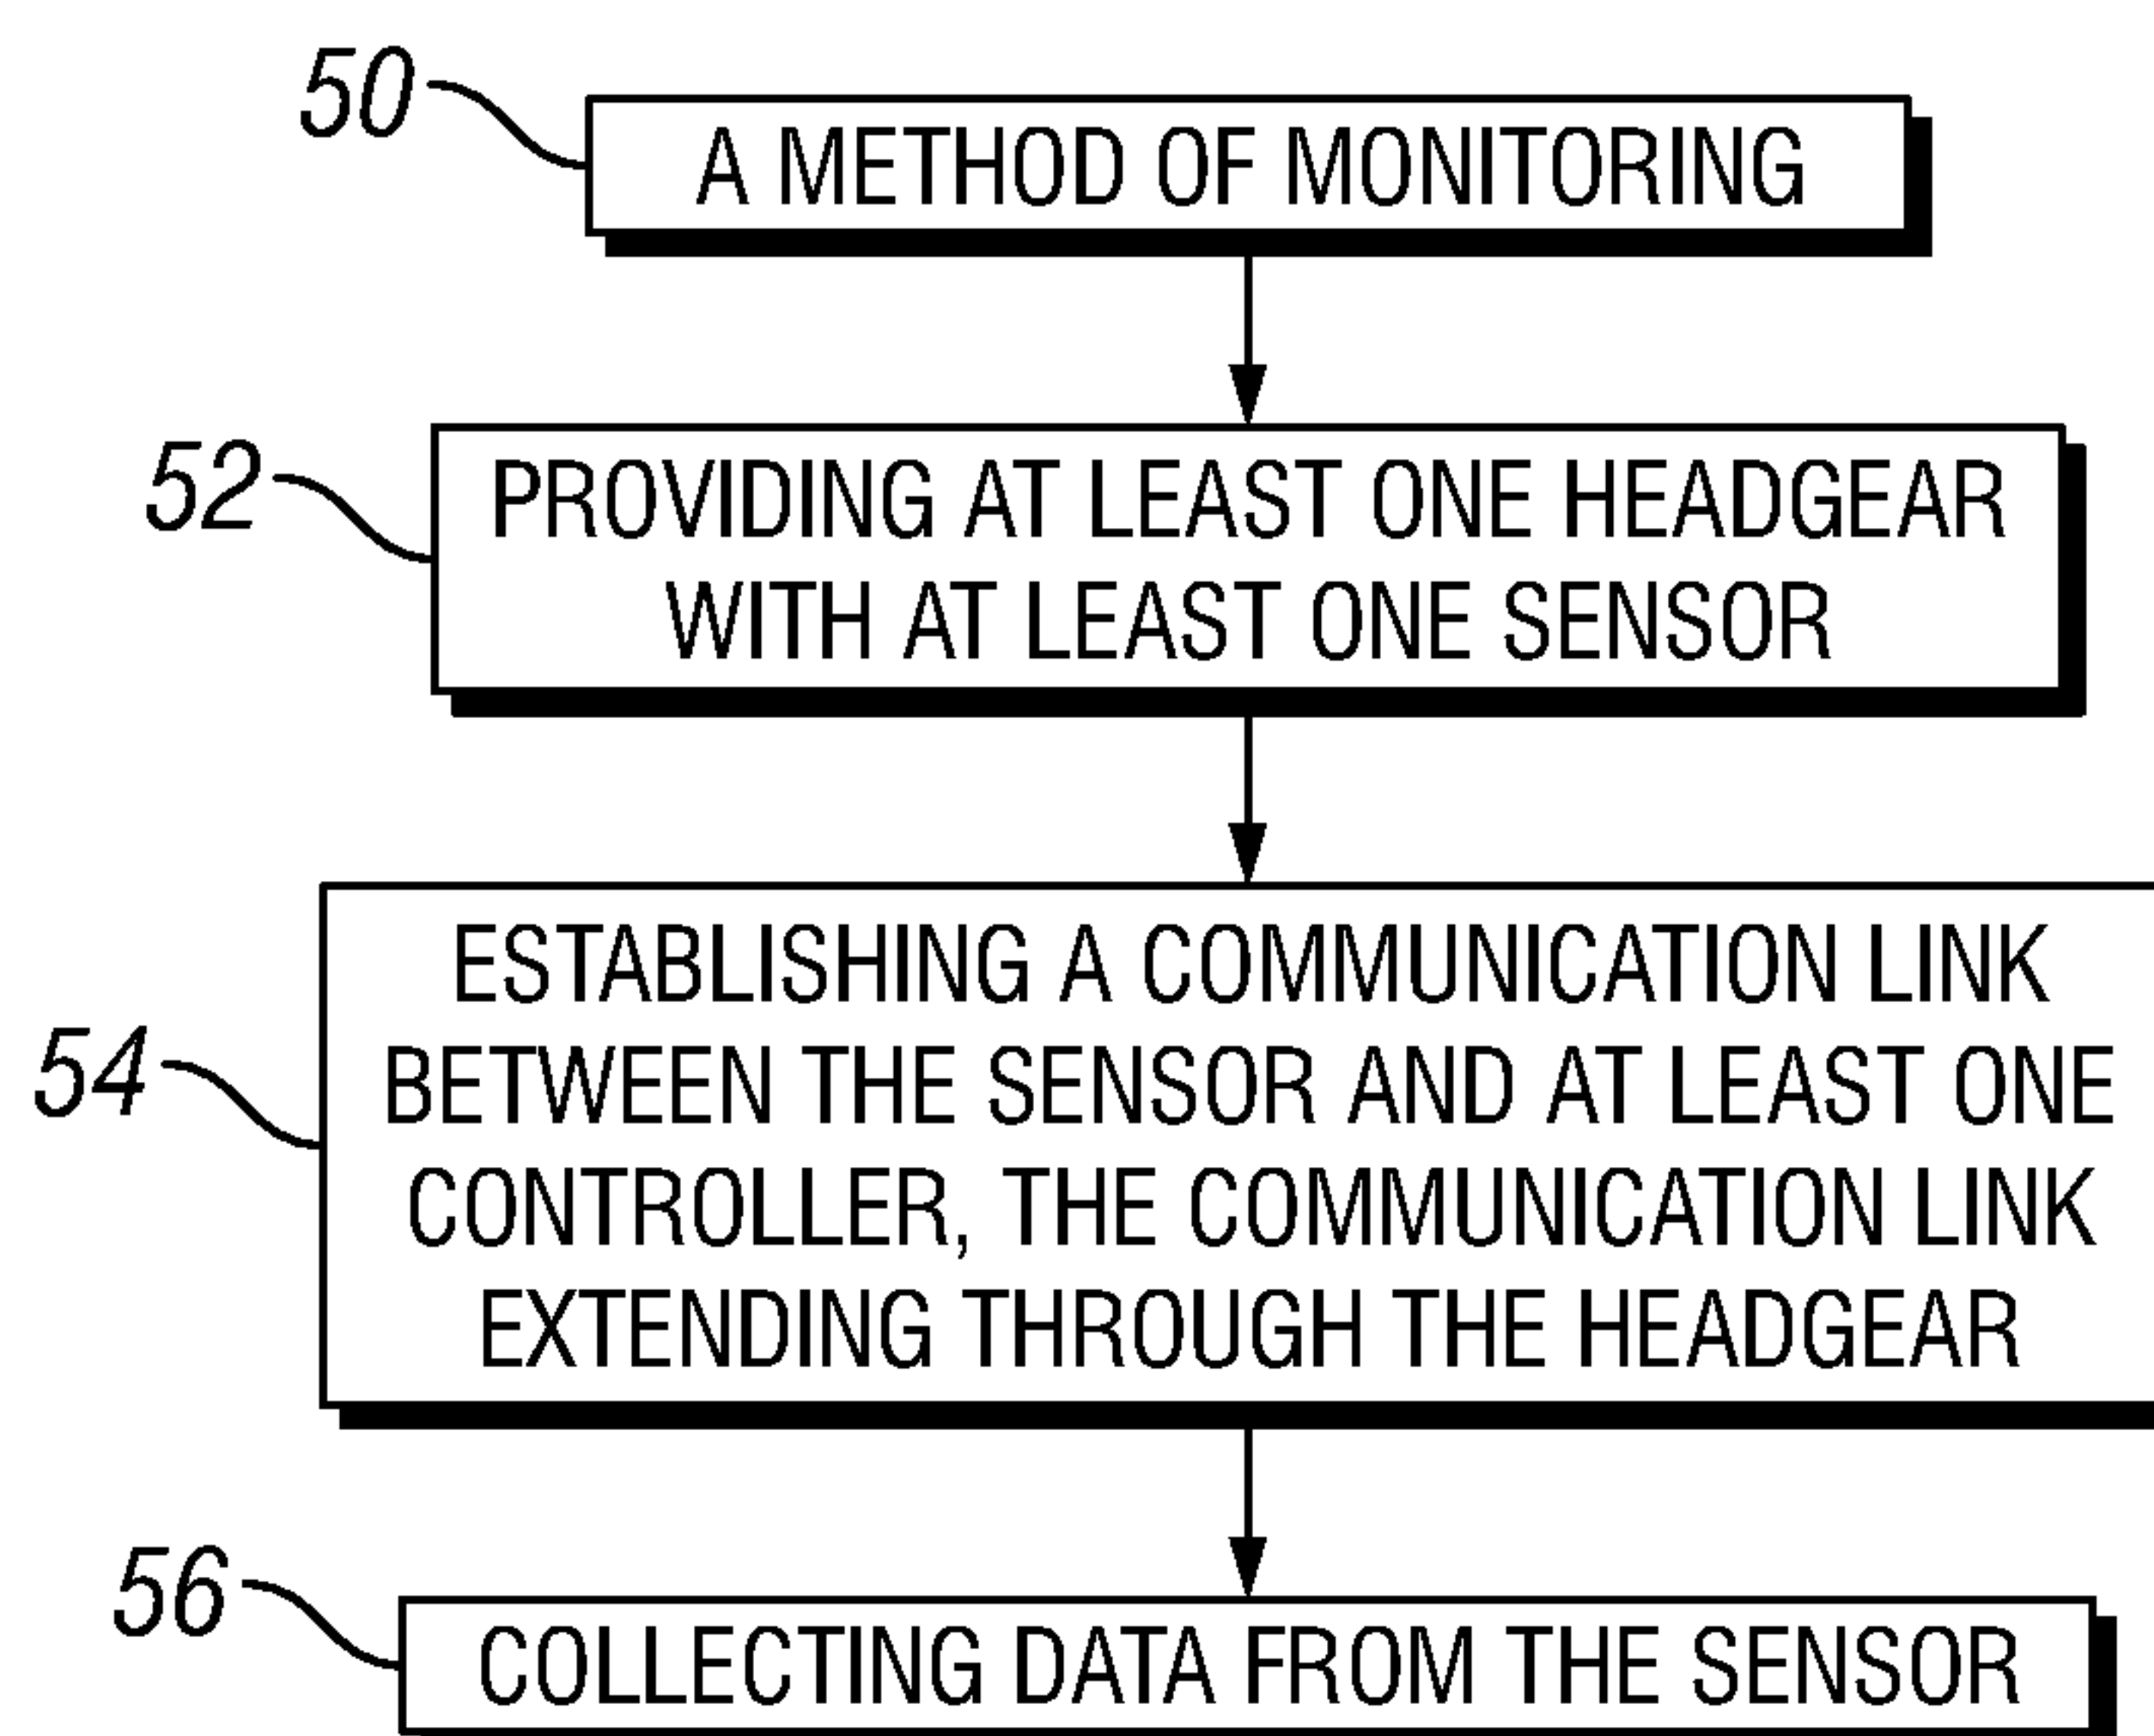 50
A METHOD OF MONITORING
52
PROVIDING AT LEAST ONE HEADGEAR
WITH AT LEAST ONE SENSOR
54
ESTABLISHING A COMMUNICATION LINK
BETWEEN THE SENSOR AND AT LEAST ONE
CONTROLLER, THE COMMUNICATION LINK
EXTENDING THROUGH THE HEADGEAR
56
COLLECTING DATA FROM THE SENSOR